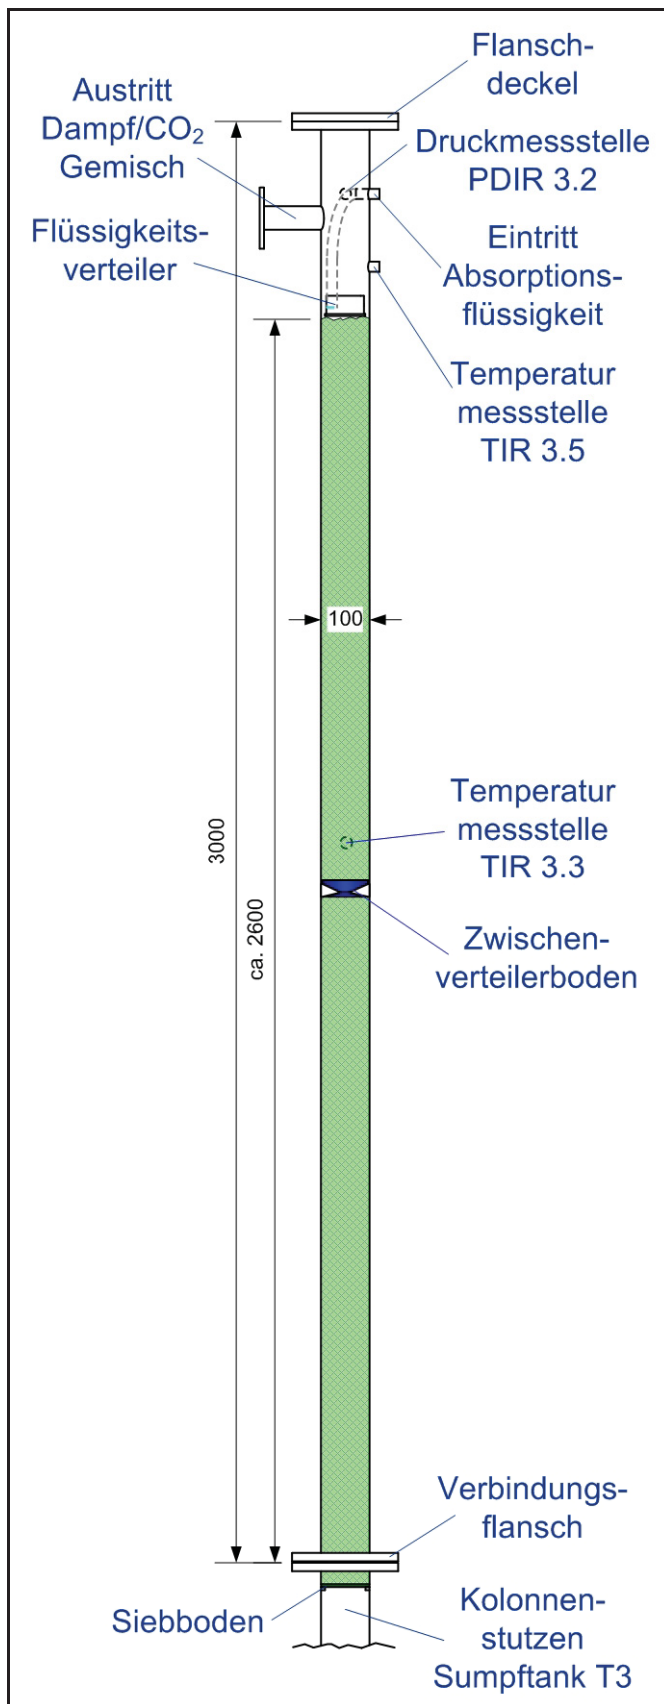 Flansch-
deckel
Austritt
Dampf/CO₂
Gemisch
Druckmessstelle
PDIR 3.2
Flüssigkeits-
verteiler
Eintritt
Absorptions-
flüssigkeit
Temperatur
messstelle
TIR 3.5
100
Temperatur
messstelle
TIR 3.3
3000
ca. 2600
Zwischen-
verteilerboden
Verbindungs-
flansch
Siebboden
Kolonnen-
stutzen
Sumpftank T3